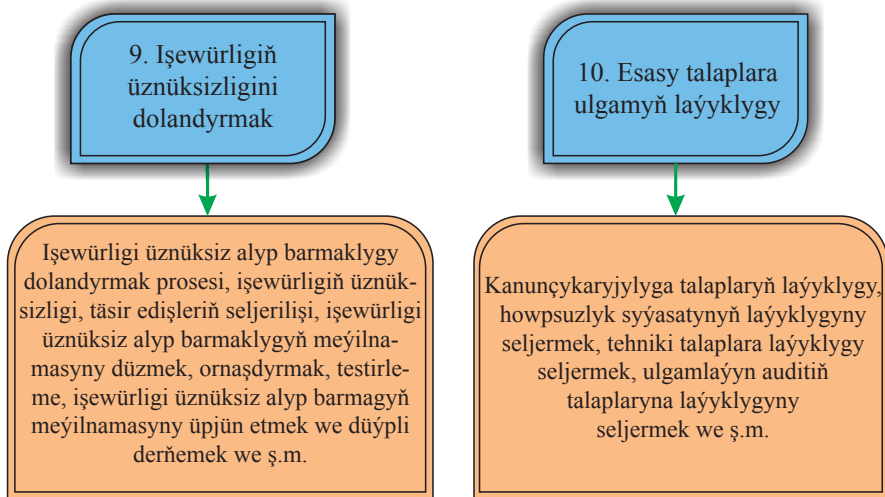 9. Işewürligiň
üznüksizligini
dolandyrmak
10. Esasy talaplara
ulgamyň laýyklygy
Işewürligi üznüksiz alyp barmaklygy
dolandyrmak prosesi, işewürligiň üznük-
sizligi, täsir edişleriň seljerilişi, işewürligi
üznüksiz alyp barmaklygyň meýilna-
masyny düzmek, ornaşdyrmak, testirle-
me, işewürligi üznüksiz alyp barmagyň
meýilnamasyny üpjün etmek we düýpli
derňemek we ş.m.
Kanunçykaryjylyga talaplaryň laýyklygy,
howpsuzlyk syýasatynyň laýyklygyny
seljermek, tehniki talaplara laýyklygy
seljermek, ulgamlaýyn auditiň
talaplaryna laýyklygyny
seljermek we ş.m.